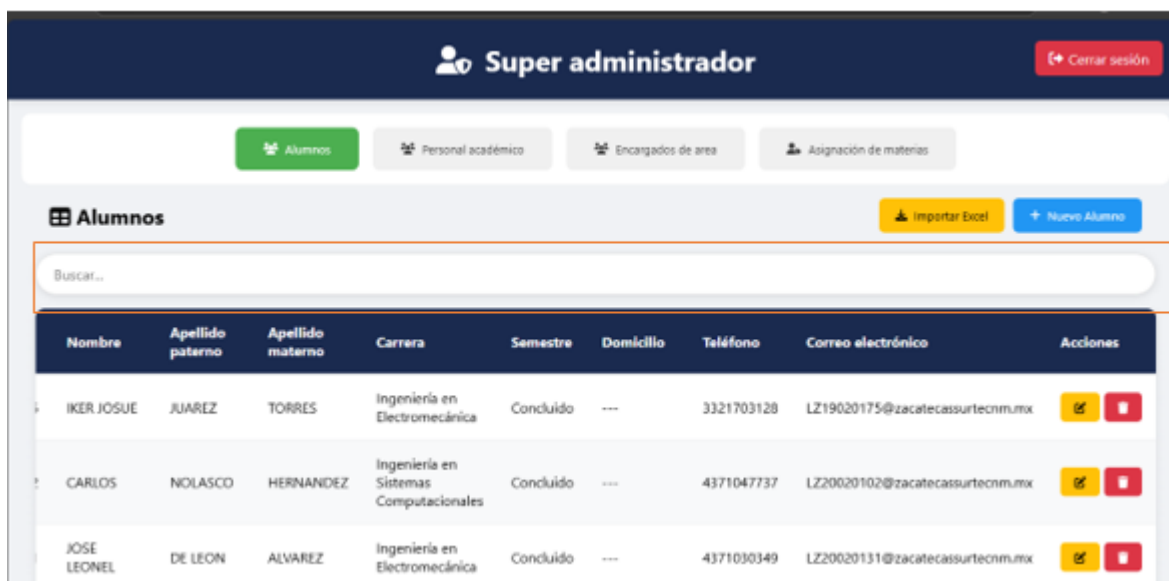 Super administrador
Cerrar sesión
Alumnos
Personal académico
Encargados de area
Asignación de materias
Alumnos
Importar Excel
+ Nuevo Alumno
Buscar...
Nombre Apellido paterno Apellido materno Carrera Semestre Domicilio Teléfono Correo electrónico Acciones
IKER JOSUE JUAREZ TORRES Ingeniería en Electromecánica Concluido --- 3321703128 LZ19020175@zacatecassurtecnm.mx
CARLOS NOLASCO HERNANDEZ Ingeniería en Sistemas Computacionales Concluido --- 4371047737 LZ20020102@zacatecassurtecnm.mx
JOSE LEONEL DE LEON ALVAREZ Ingeniería en Electromecánica Concluido --- 4371030349 LZ20020131@zacatecassurtecnm.mx